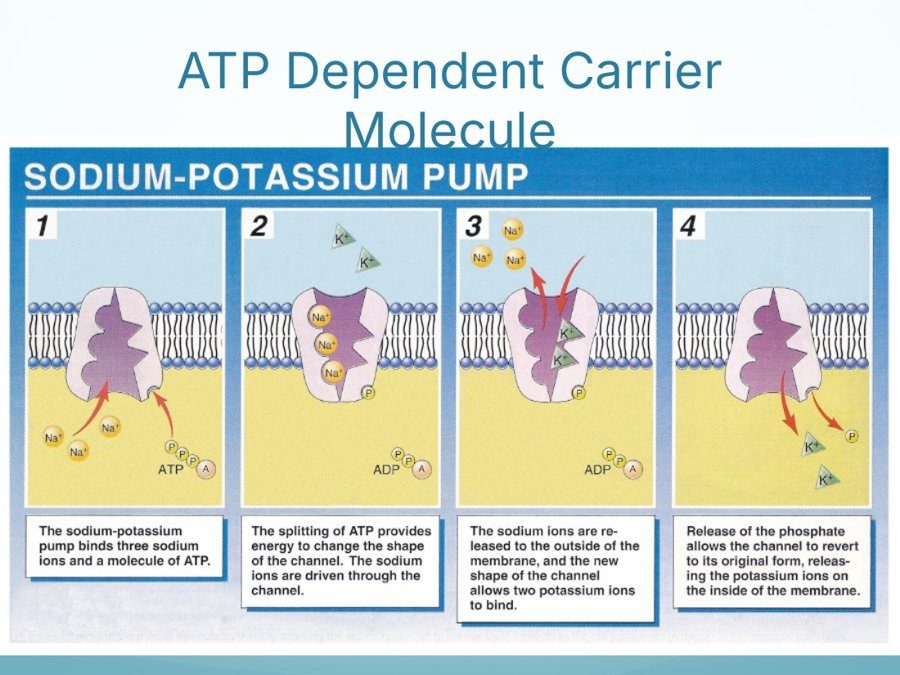 ATP Dependent Carrier
Molecule
SODIUM-POTASSIUM PUMP
1
Na⁺
Na⁺
Na⁺
P
P
P
A
ATP
The sodium-potassium
pump binds three sodium
ions and a molecule of ATP.
2
K⁺
K⁺
Na⁺
Na⁺
Na⁺
P
P
P
A
ADP
The splitting of ATP provides
energy to change the shape
of the channel. The sodium
ions are driven through the
channel.
3
Na⁺
Na⁺
Na⁺
K⁺
K⁺
P
P
P
A
ADP
The sodium ions are re-
leased to the outside of the
membrane, and the new
shape of the channel
allows two potassium ions
to bind.
4
P
K⁺
K⁺
Release of the phosphate
allows the channel to revert
to its original form, releas-
ing the potassium ions on
the inside of the membrane.